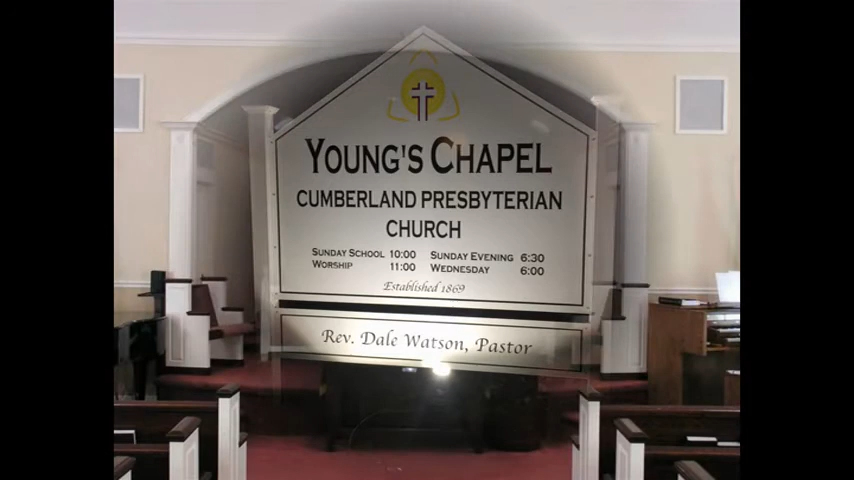 YOUNG'S CHAPEL
CUMBERLAND PRESBYTERIAN
CHURCH
SUNDAY SCHOOL 10:00 SUNDAY EVENING 6:30
WORSHIP 11:00 WEDNESDAY 6:00
Established 1869
Rev. Dale Watson, Pastor